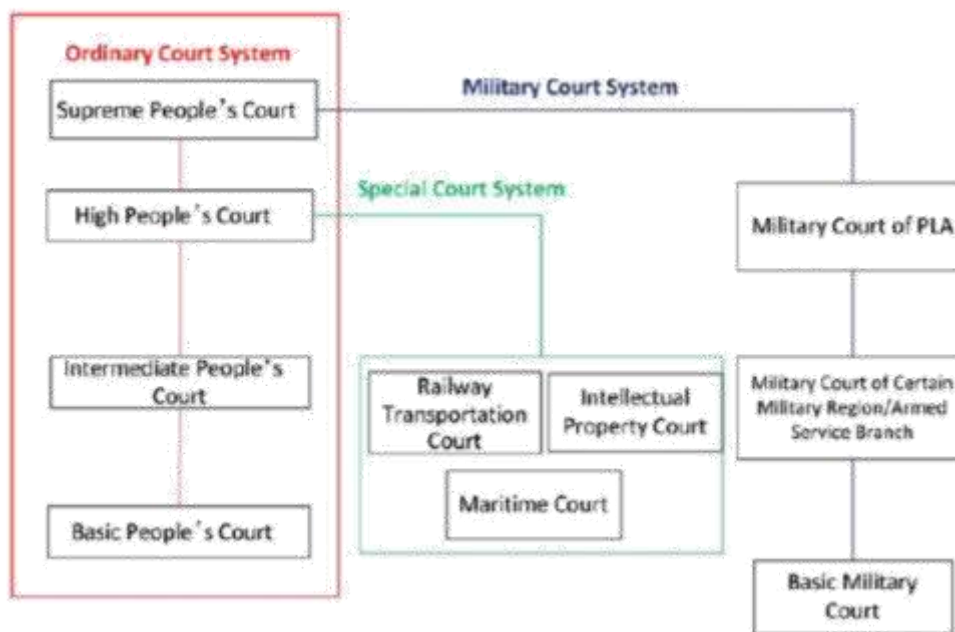 Ordinary Court System
Supreme People's Court
Military Court System
High People's Court
Special Court System
Military Court of PLA
Intermediate People's
Court
Railway
Transportation
Court
Intellectual
Property Court
Military Court of Certain
Military Region/Armed
Service Branch
Maritime Court
Basic People's Court
Basic Military
Court